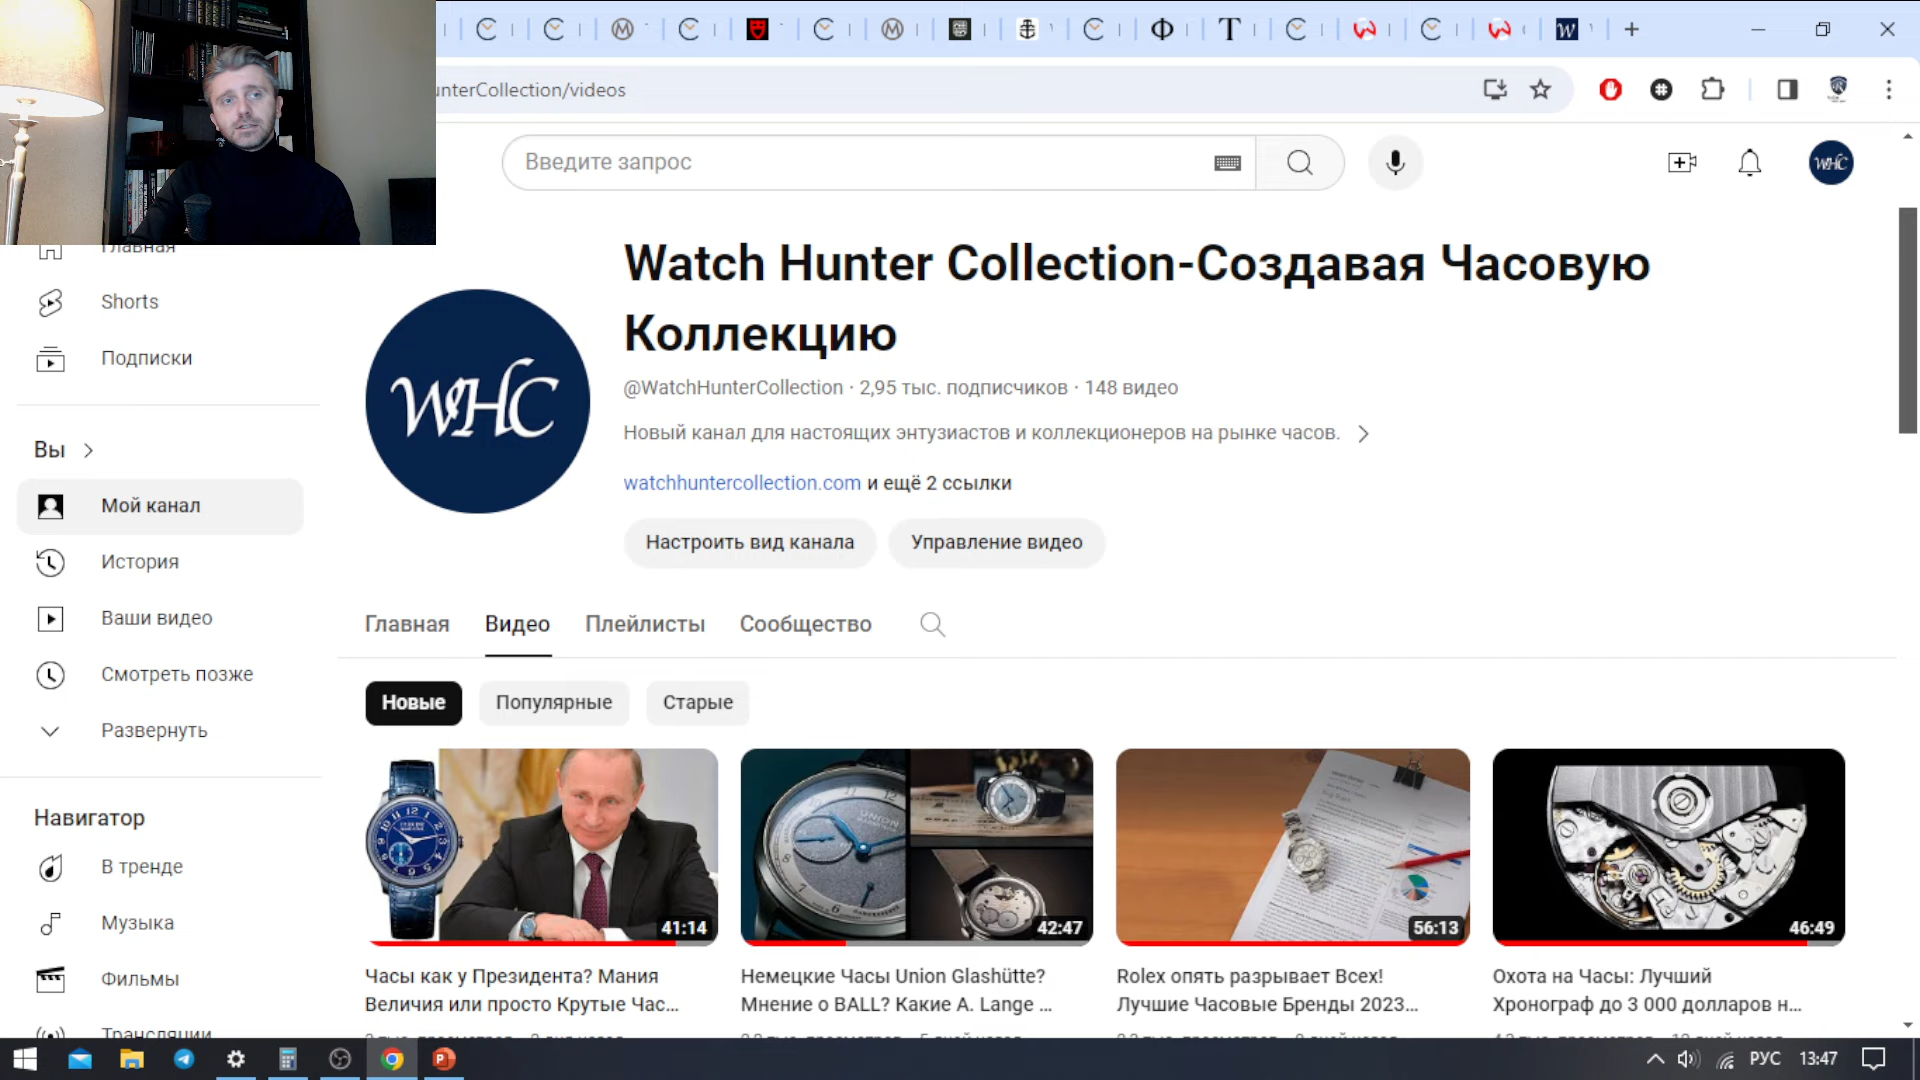 unterCollection/videos
Введите запрос
Главная
Shorts
Подписки
Вы
Мой канал
История
Ваши видео
Смотреть позже
Развернуть
Навигатор
В тренде
Музыка
Фильмы
Трансляции
WHC
Watch Hunter Collection-Создавая Часовую
Коллекцию
@WatchHunterCollection · 2,95 тыс. подписчиков · 148 видео
Новый канал для настоящих энтузиастов и коллекционеров на рынке часов.
watchhuntercollection.com и ещё 2 ссылки
Настроить вид канала Управление видео
WHC
Главная Видео Плейлисты Сообщество
Новые Популярные Старые
41:14
UNION
42:47
56:13
46:49
Часы как у Президента? Мания
Величия или просто Крутые Час...
Немецкие Часы Union Glashütte?
Мнение о BALL? Какие A. Lange ...
Rolex опять разрывает Всех!
Лучшие Часовые Бренды 2023...
Охота на Часы: Лучший
Хронограф до 3 000 долларов н...
РУС 13:47